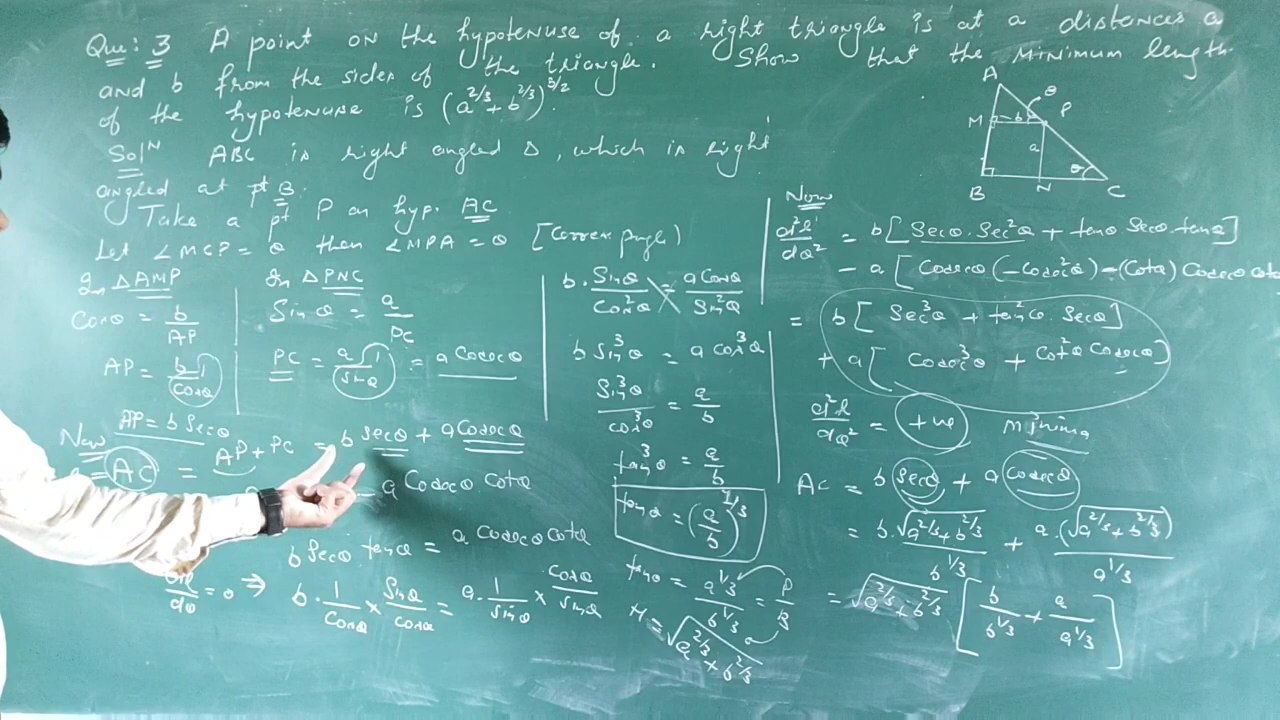 Que: 3 A point on the hypotenuse of a right triangle is at a distances a
and b from the sides of the triangle. Show that the minimum length
of the hypotenuse is (a^{2/3} + b^{2/3})^{3/2}
Sol^N ABC is right angled Δ, which is right
angled at pt B.
Take a pt P on hyp. AC
Let ∠MCP = θ then ∠MPA = θ [Corres. angle)
In ΔAMP
Cosθ = b/AP
AP = b 1/Cosθ
AP = b Secθ
In ΔPNC
Sinθ = a/PC
PC = a 1/Sinθ = a Cosecθ
Now
AC = AP + PC = b secθ + a Cosecθ
- a Cosecθ Cotθ
b Secθ. tanθ = a cosecθ cotθ
= 0 ⇒ b · 1/Cosθ × Sinθ/Cosθ = a · 1/Sinθ × Cosθ/Sinθ
b · Sinθ/Cos²θ = a Cosθ/Sin²θ
b Sin³θ = a Cos³θ
Sin³θ/Cos³θ = a/b
tan³θ = a/b
tanθ = (a/b)^{1/3}
tanθ = a^{1/3}/b^{1/3} = P/B
H = √(a^{2/3} + b^{2/3})
A
θ
M b P
a
θ
B N C
Now
d²l/dθ² = b[Secθ. Sec²θ + tanθ Secθ. tanθ]
- a [Cosecθ (-Cosec²θ) - (Cotθ) Cosecθ cotθ
= b[ Sec³θ + tan²θ. Secθ]
+ a[ Cosec³θ + Cot²θ Cosecθ]
d²l/dθ² = +ve Minima
AC = b Secθ + a Cosecθ
= b.√(a^{2/3}+b^{2/3})/b^{1/3} + a.(√(a^{2/3}+b^{2/3}))/a^{1/3}
= √(a^{2/3}+b^{2/3}) [b/b^{1/3} + a/a^{1/3}]